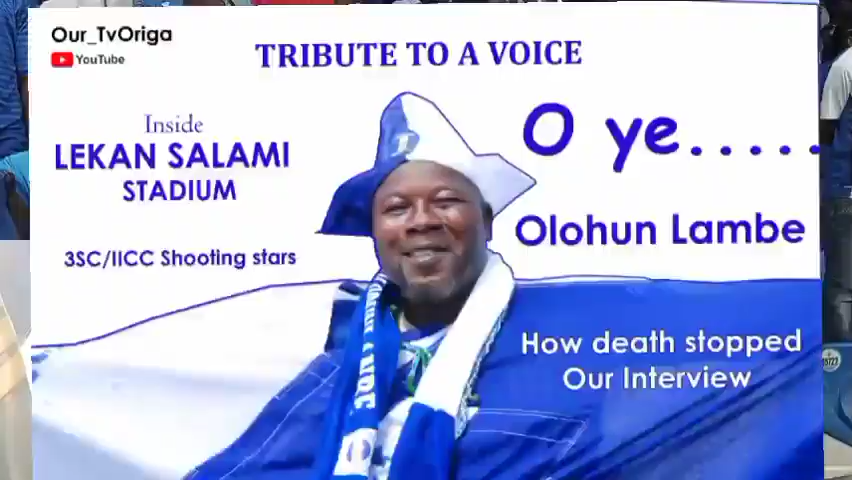 Our_TvOriga
YouTube
TRIBUTE TO A VOICE
Inside
LEKAN SALAMI
STADIUM
3SC/IICC Shooting stars
O ye.....
Olohun Lambe
How death stopped
Our Interview